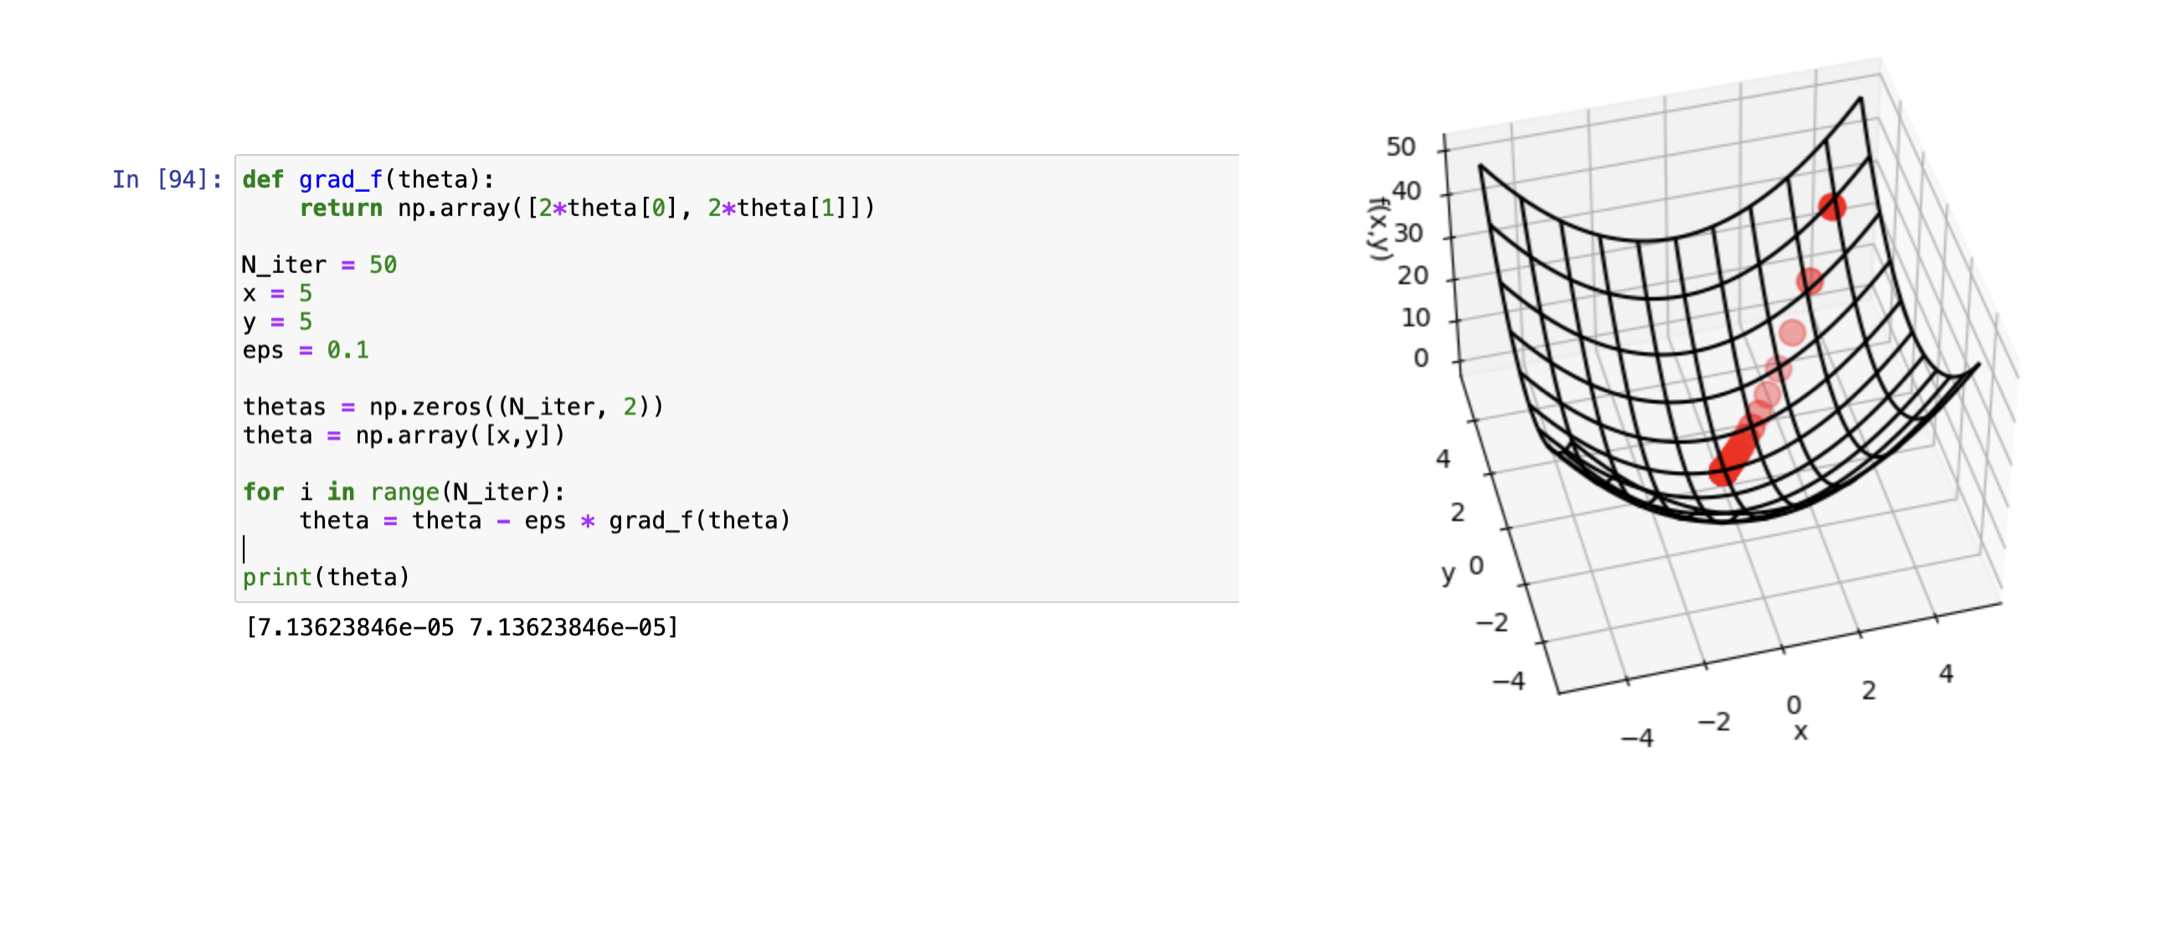 In [94]:
def grad_f(theta):
    return np.array([2*theta[0], 2*theta[1]])
N_iter = 50
x = 5
y = 5
eps = 0.1
thetas = np.zeros((N_iter, 2))
theta = np.array([x,y])
for i in range(N_iter):
    theta = theta - eps * grad_f(theta)
print(theta)
[7.13623846e-05 7.13623846e-05]
50
40
30
20
10
0
f(x,y)
4
2
0
−2
−4
y
−4
−2
0
2
4
x